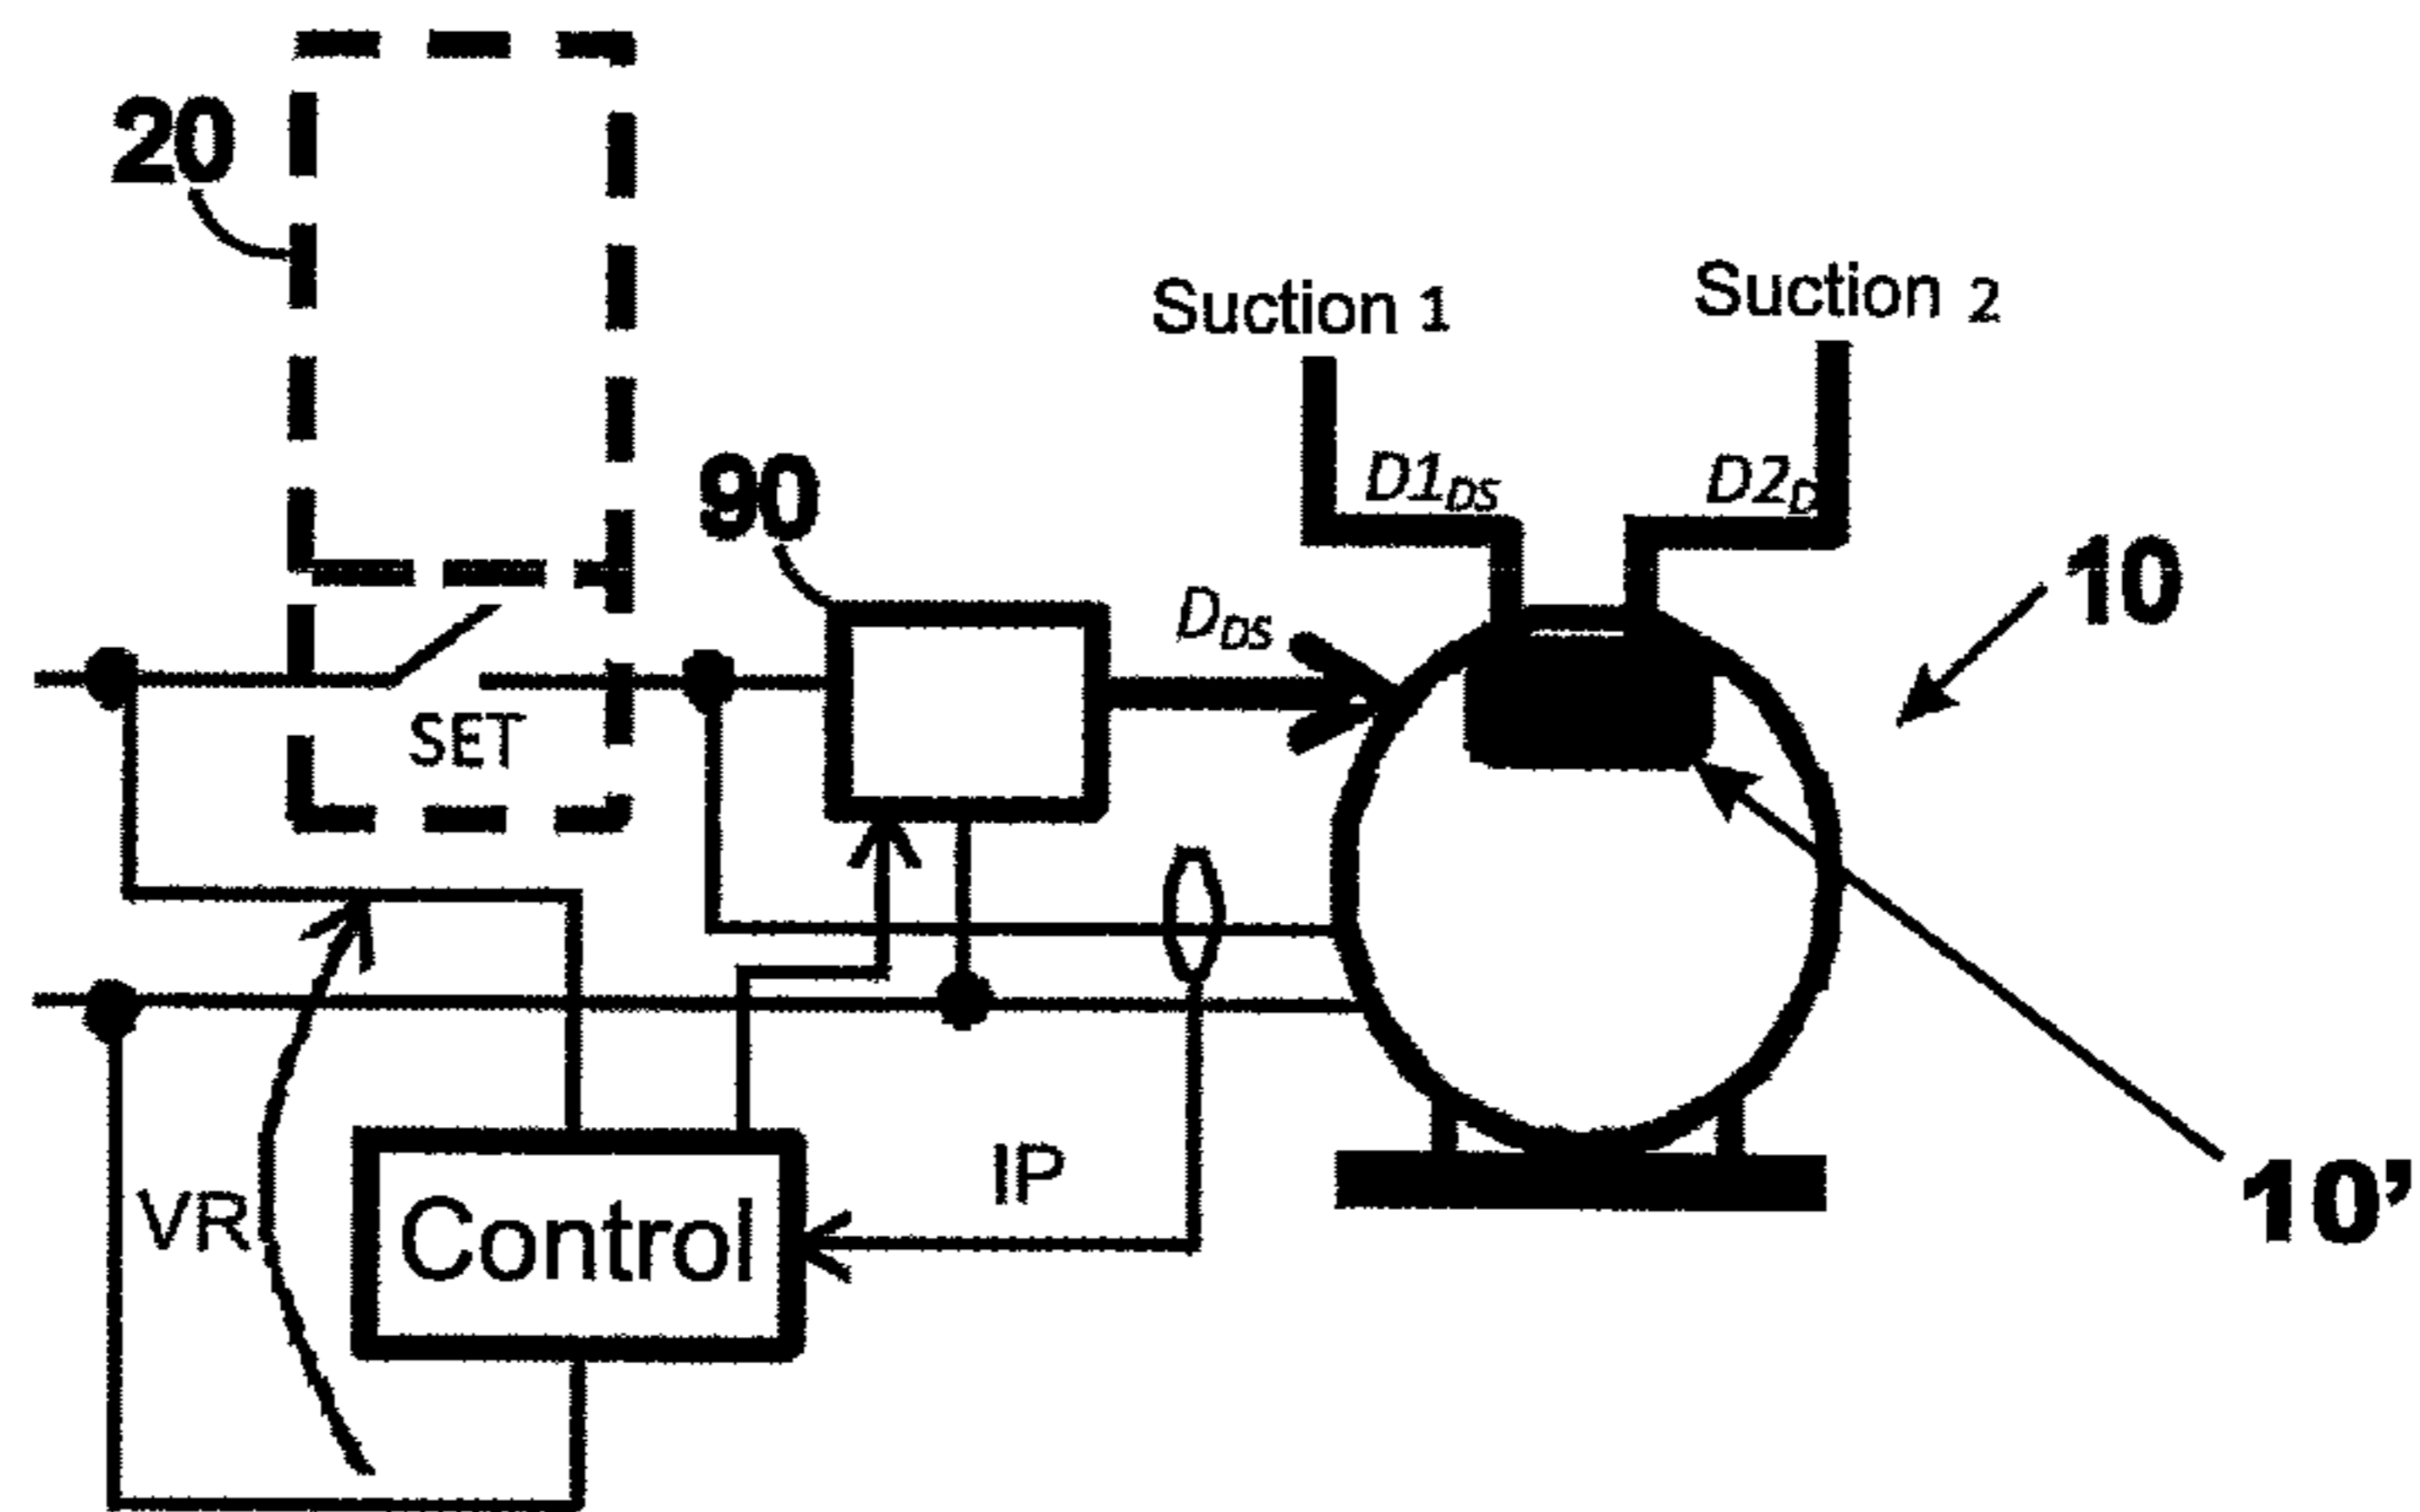 20
Suction 1
Suction 2
90
D1DS
D2D
10
DDS
SET
IP
VR
Control
10'